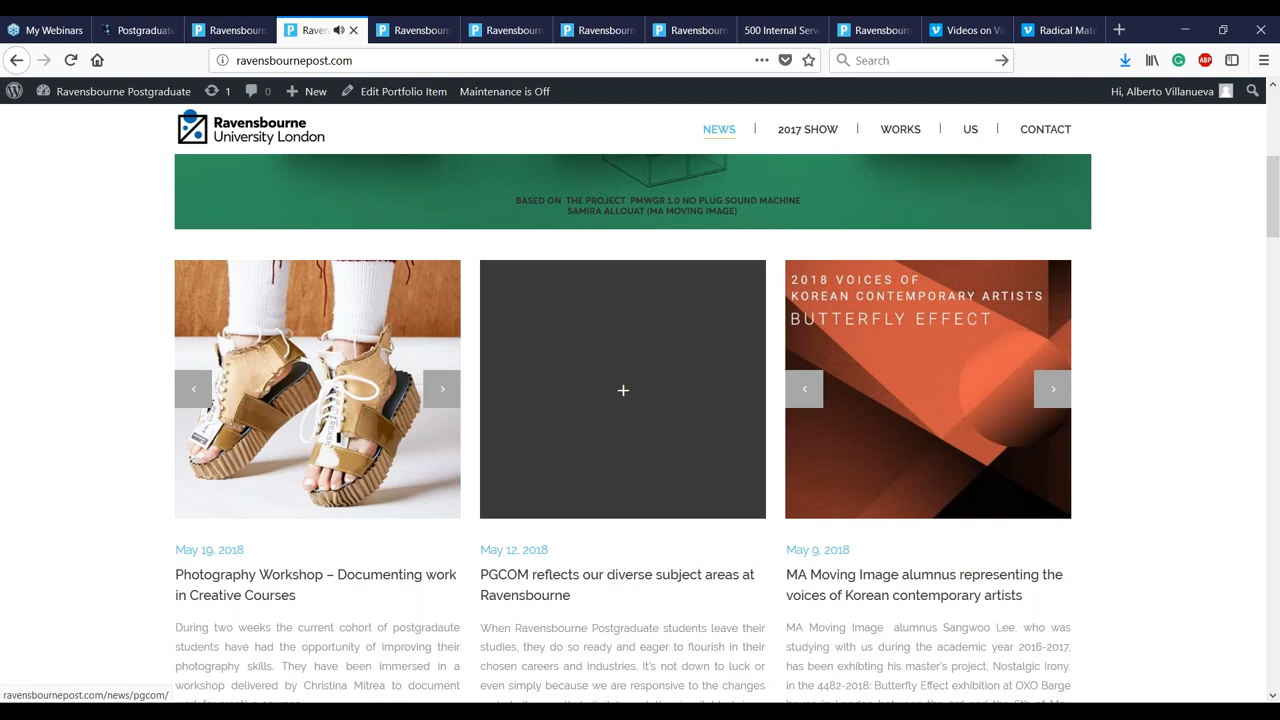 My Webinars
Postgraduate
Ravensbourn
Raven
Ravensbourn
Ravensbourn
Ravensbourn
Ravensbourn
500 Internal Serv
Ravensbourn
Videos on Vi
Radical Mate
ravensbournepost.com
Search
ABP
Ravensbourne Postgraduate
1
0
New
Edit Portfolio Item
Maintenance is Off
Hi, Alberto Villanueva
Ravensbourne
University London
NEWS
2017 SHOW
WORKS
US
CONTACT
BASED ON THE PROJECT PMWGR 1.0 NO PLUG SOUND MACHINE
SAMIRA ALLOUAT (MA MOVING IMAGE)
2018 VOICES OF
KOREAN CONTEMPORARY ARTISTS
BUTTERFLY EFFECT
May 19, 2018
Photography Workshop – Documenting work
in Creative Courses
During two weeks the current cohort of postgradaute
students have had the opportunity of improving their
photography skills. They have been immersed in a
workshop delivered by Christina Mitrea to document
May 12, 2018
PGCOM reflects our diverse subject areas at
Ravensbourne
When Ravensbourne Postgraduate students leave their
studies, they do so ready and eager to flourish in their
chosen careers and industries. It's not down to luck or
even simply because we are responsive to the changes
May 9, 2018
MA Moving Image alumnus representing the
voices of Korean contemporary artists
MA Moving Image alumnus Sangwoo Lee, who was
studying with us during the academic year 2016-2017,
has been exhibting his master's project, Nostalgic Irony,
in the 4482-2018: Butterfly Effect exhibition at OXO Barge
ravensbournepost.com/news/pgcom/